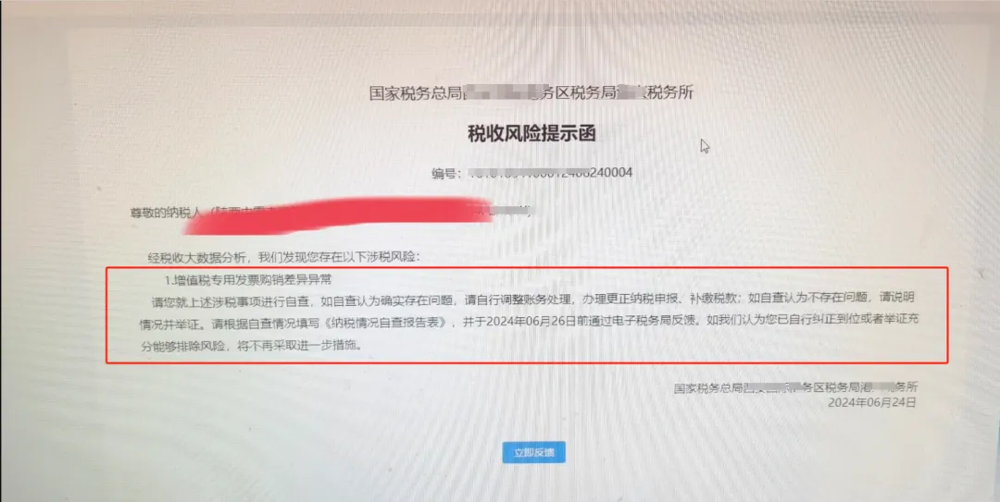 国家税务总局 务区税务局 税务所
税收风险提示函
编号: 240004
尊敬的纳税人(
经税收大数据分析，我们发现您存在以下涉税风险：
1.增值税专用发票购销差异异常
请您就上述涉税事项进行自查，如自查认为确实存在问题，请自行调整账务处理，办理更正纳税申报、补缴税款；如自查认为不存在问题，请说明
情况并举证。请根据自查情况填写《纳税情况自查报告表》，并于2024年06月26日前通过电子税务局反馈。如我们认为您已自行纠正到位或者举证充
分能够排除风险，将不再采取进一步措施。
国家税务总局 务区税务局港 务所
2024年06月24日
立即反馈